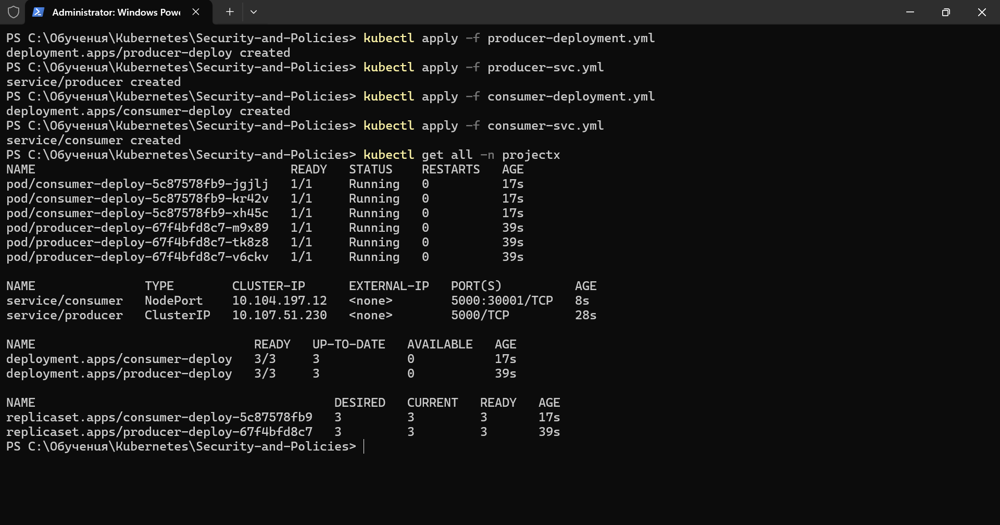 Administrator: Windows Powe
PS C:\Обучения\Kubernetes\Security-and-Policies> kubectl apply -f producer-deployment.yml
deployment.apps/producer-deploy created
PS C:\Обучения\Kubernetes\Security-and-Policies> kubectl apply -f producer-svc.yml
service/producer created
PS C:\Обучения\Kubernetes\Security-and-Policies> kubectl apply -f consumer-deployment.yml
deployment.apps/consumer-deploy created
PS C:\Обучения\Kubernetes\Security-and-Policies> kubectl apply -f consumer-svc.yml
service/consumer created
PS C:\Обучения\Kubernetes\Security-and-Policies> kubectl get all -n projectx
NAME READY STATUS RESTARTS AGE
pod/consumer-deploy-5c87578fb9-jgjlj 1/1 Running 0 17s
pod/consumer-deploy-5c87578fb9-kr42v 1/1 Running 0 17s
pod/consumer-deploy-5c87578fb9-xh45c 1/1 Running 0 17s
pod/producer-deploy-67f4bfd8c7-m9x89 1/1 Running 0 39s
pod/producer-deploy-67f4bfd8c7-tk8z8 1/1 Running 0 39s
pod/producer-deploy-67f4bfd8c7-v6ckv 1/1 Running 0 39s
NAME TYPE CLUSTER-IP EXTERNAL-IP PORT(S) AGE
service/consumer NodePort 10.104.197.12 <none> 5000:30001/TCP 8s
service/producer ClusterIP 10.107.51.230 <none> 5000/TCP 28s
NAME READY UP-TO-DATE AVAILABLE AGE
deployment.apps/consumer-deploy 3/3 3 0 17s
deployment.apps/producer-deploy 3/3 3 0 39s
NAME DESIRED CURRENT READY AGE
replicaset.apps/consumer-deploy-5c87578fb9 3 3 3 17s
replicaset.apps/producer-deploy-67f4bfd8c7 3 3 3 39s
PS C:\Обучения\Kubernetes\Security-and-Policies>